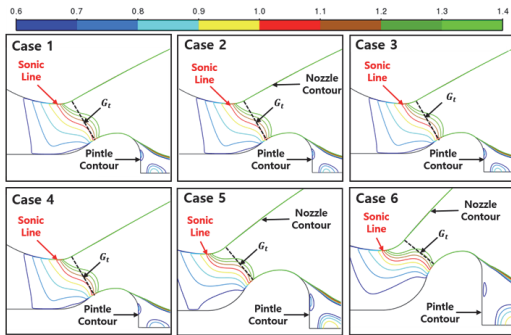 0.6 0.7 0.8 0.9 1.0 1.1 1.2 1.3 1.4
Case 1
Sonic
Line
Gt
Pintle
Contour
Case 2
Sonic
Line
Nozzle
Contour
Gt
Pintle
Contour
Case 3
Sonic
Line
Gt
Pintle
Contour
Case 4
Sonic
Line
Gt
Pintle
Contour
Case 5
Sonic
Line
Nozzle
Contour
Gt
Pintle
Contour
Case 6
Sonic
Line
Nozzle
Contour
Gt
Pintle
Contour